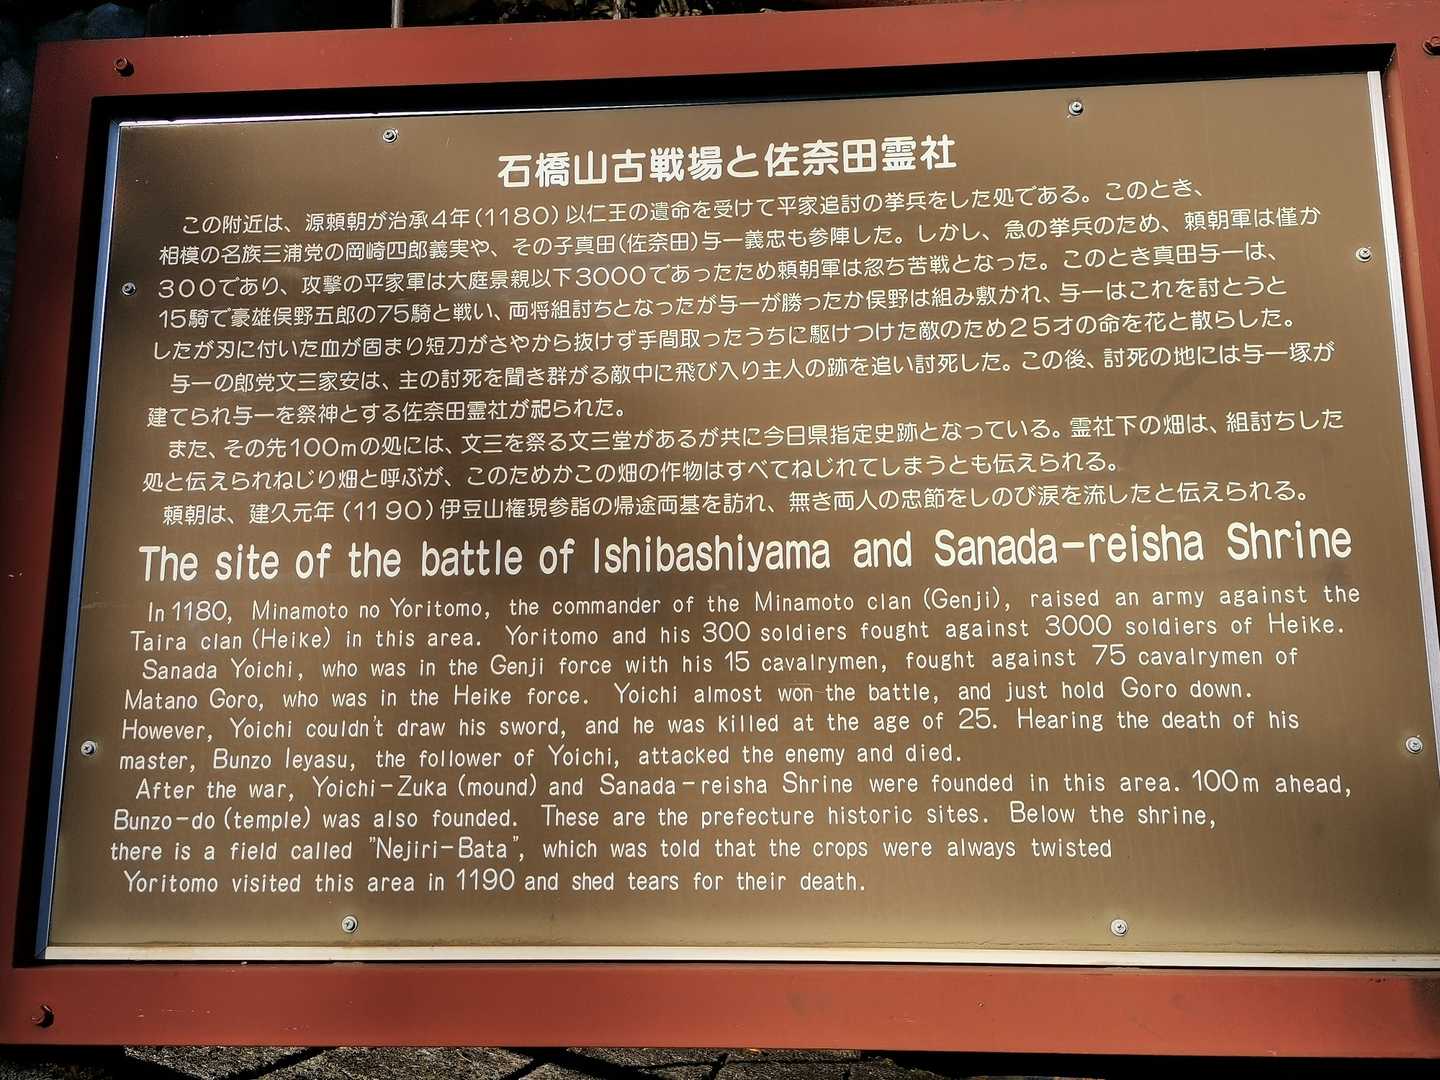 石橋山古戦場と佐奈田霊社
この附近は、源頼朝が治承4年(1180)以仁王の遺命を受けて平家追討の挙兵をした処である。このとき、
相模の名族三浦党の岡崎四郎義実や、その子真田(佐奈田)与一義忠も参陣した。しかし、急の挙兵のため、頼朝軍は僅か
300であり、攻撃の平家軍は大庭景親以下3000であったため頼朝軍は忽ち苦戦となった。このとき真田与一は、
15騎で豪雄俣野五郎の75騎と戦い、両将組討ちとなったが与一が勝ったか俣野は組み敷かれ、与一はこれを討とうと
したが刃に付いた血が固まり短刀がさやから抜けず手間取ったうちに駆けつけた敵のため25才の命を花と散らした。
与一の郎党文三家安は、主の討死を聞き群がる敵中に飛び入り主人の跡を追い討死した。この後、討死の地には与一塚が
建てられ与一を祭神とする佐奈田霊社が祀られた。
また、その先100mの処には、文三を祭る文三堂があるが共に今日県指定史跡となっている。霊社下の畑は、組討ちした
処と伝えられねじり畑と呼ぶが、このためかこの畑の作物はすべてねじれてしまうとも伝えられる。
頼朝は、建久元年(1190)伊豆山権現参詣の帰途両基を訪れ、無き両人の忠節をしのび涙を流したと伝えられる。
The site of the battle of Ishibashiyama and Sanada-reisha Shrine
In 1180, Minamoto no Yoritomo, the commander of the Minamoto clan (Genji), raised an army against the
Taira clan (Heike) in this area. Yoritomo and his 300 soldiers fought against 3000 soldiers of Heike.
Sanada Yoichi, who was in the Genji force with his 15 cavalrymen, fought against 75 cavalrymen of
Matano Goro, who was in the Heike force. Yoichi almost won the battle, and just hold Goro down.
However, Yoichi couldn't draw his sword, and he was killed at the age of 25. Hearing the death of his
master, Bunzo Ieyasu, the follower of Yoichi, attacked the enemy and died.
After the war, Yoichi-Zuka (mound) and Sanada-reisha Shrine were founded in this area. 100m ahead,
Bunzo-do (temple) was also founded. These are the prefecture historic sites. Below the shrine,
there is a field called "Nejiri-Bata", which was told that the crops were always twisted
Yoritomo visited this area in 1190 and shed tears for their death.